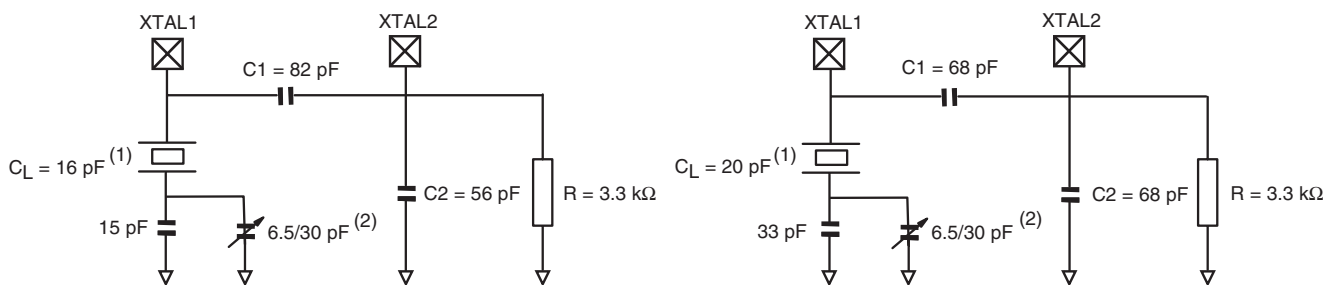 XTAL1
XTAL2
C1 = 82 pF
CL = 16 pF(1)
C2 = 56 pF
R = 3.3 kΩ
15 pF
6.5/30 pF(2)
XTAL1
XTAL2
C1 = 68 pF
CL = 20 pF(1)
C2 = 68 pF
R = 3.3 kΩ
33 pF
6.5/30 pF(2)